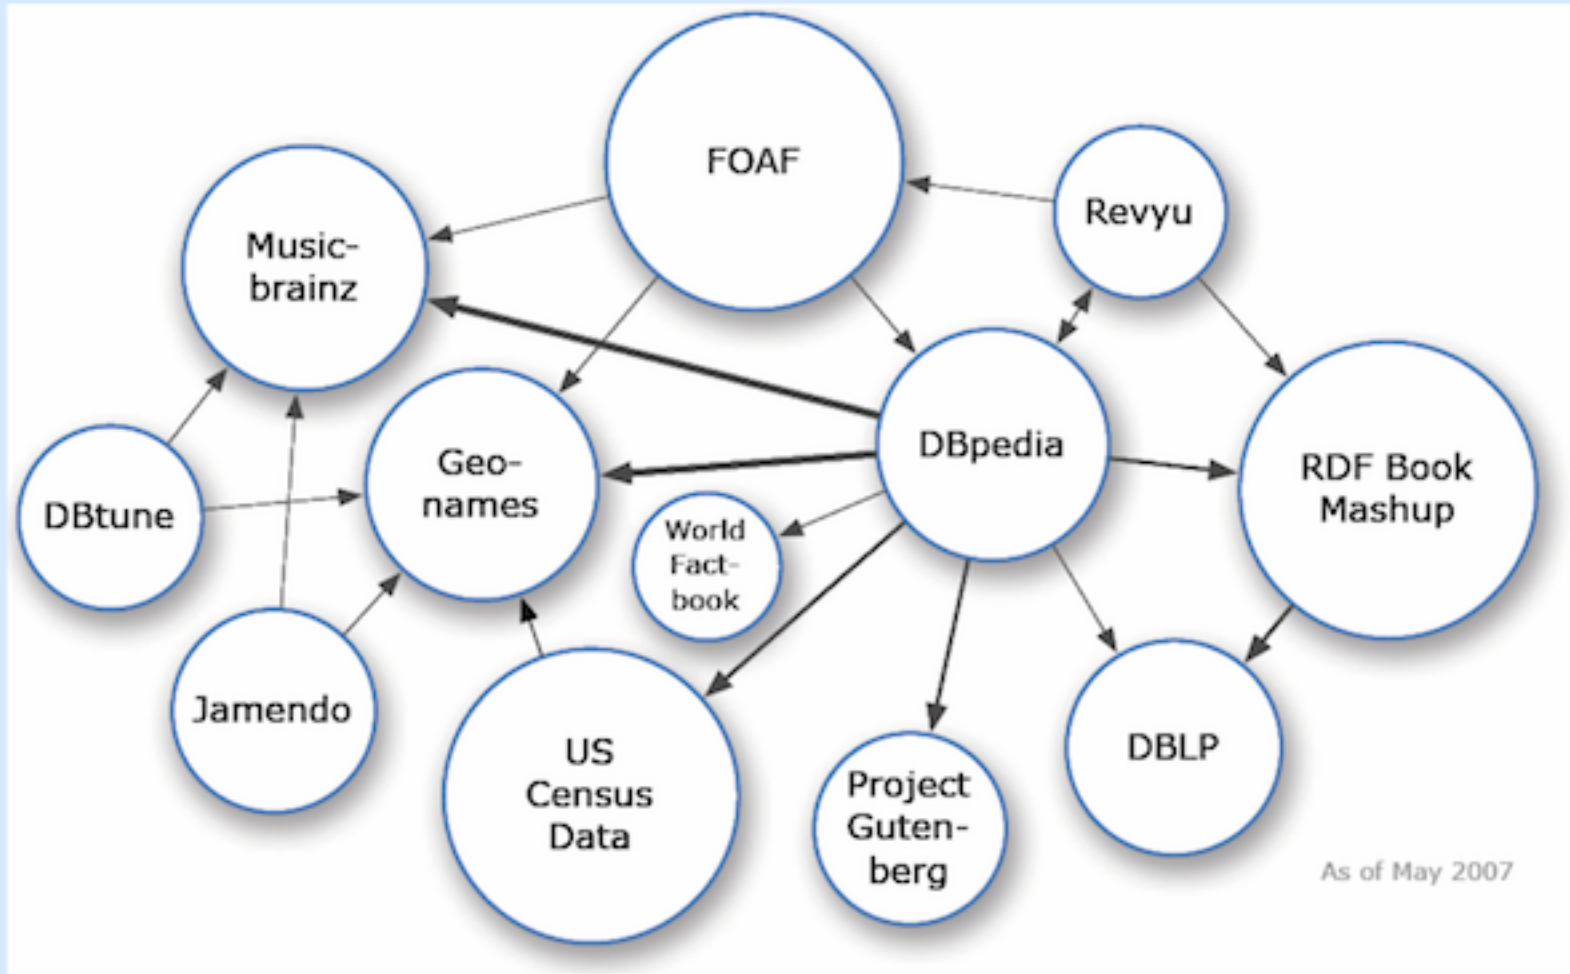 FOAF
Revyu
Music-
brainz
DBpedia
Geo-
names
RDF Book
Mashup
DBtune
World
Fact-
book
Jamendo
US
Census
Data
Project
Guten-
berg
DBLP
As of May 2007